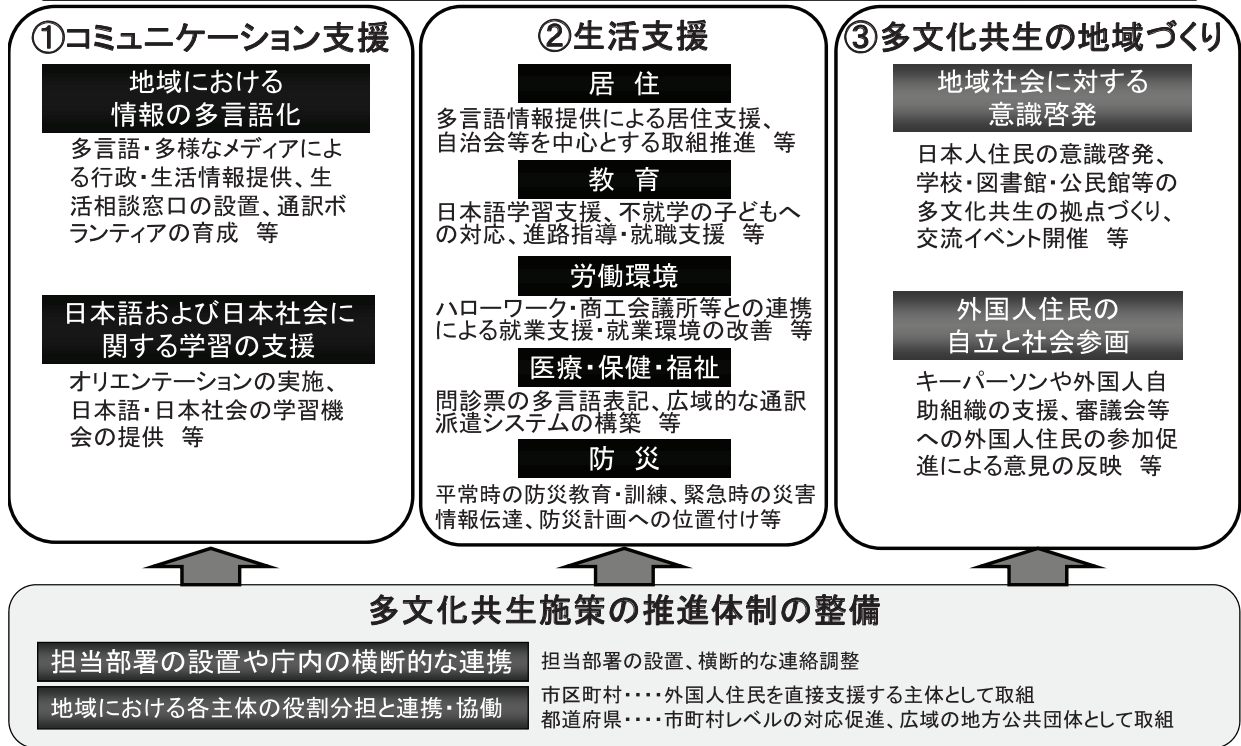 ①コミュニケーション支援
地域における
情報の多言語化
多言語・多様なメディアによ
る行政・生活情報提供、生
活相談窓口の設置、通訳ボ
ランティアの育成 等
日本語および日本社会に
関する学習の支援
オリエンテーションの実施、
日本語・日本社会の学習機
会の提供 等
②生活支援
居 住
多言語情報提供による居住支援、
自治会等を中心とする取組推進 等
教 育
日本語学習支援、不就学の子どもへ
の対応、進路指導・就職支援 等
労働環境
ハローワーク・商工会議所等との連携
による就業支援・就業環境の改善 等
医療・保健・福祉
問診票の多言語表記、広域的な通訳
派遣システムの構築 等
防 災
平常時の防災教育・訓練、緊急時の災害
情報伝達、防災計画への位置付け等
③多文化共生の地域づくり
地域社会に対する
意識啓発
日本人住民の意識啓発、
学校・図書館・公民館等の
多文化共生の拠点づくり、
交流イベント開催 等
外国人住民の
自立と社会参画
キーパーソンや外国人自
助組織の支援、審議会等
への外国人住民の参加促
進による意見の反映 等
多文化共生施策の推進体制の整備
担当部署の設置や庁内の横断的な連携
担当部署の設置、横断的な連絡調整
地域における各主体の役割分担と連携・協働
市区町村・・・・外国人住民を直接支援する主体として取組
都道府県・・・・市町村レベルの対応促進、広域の地方公共団体として取組